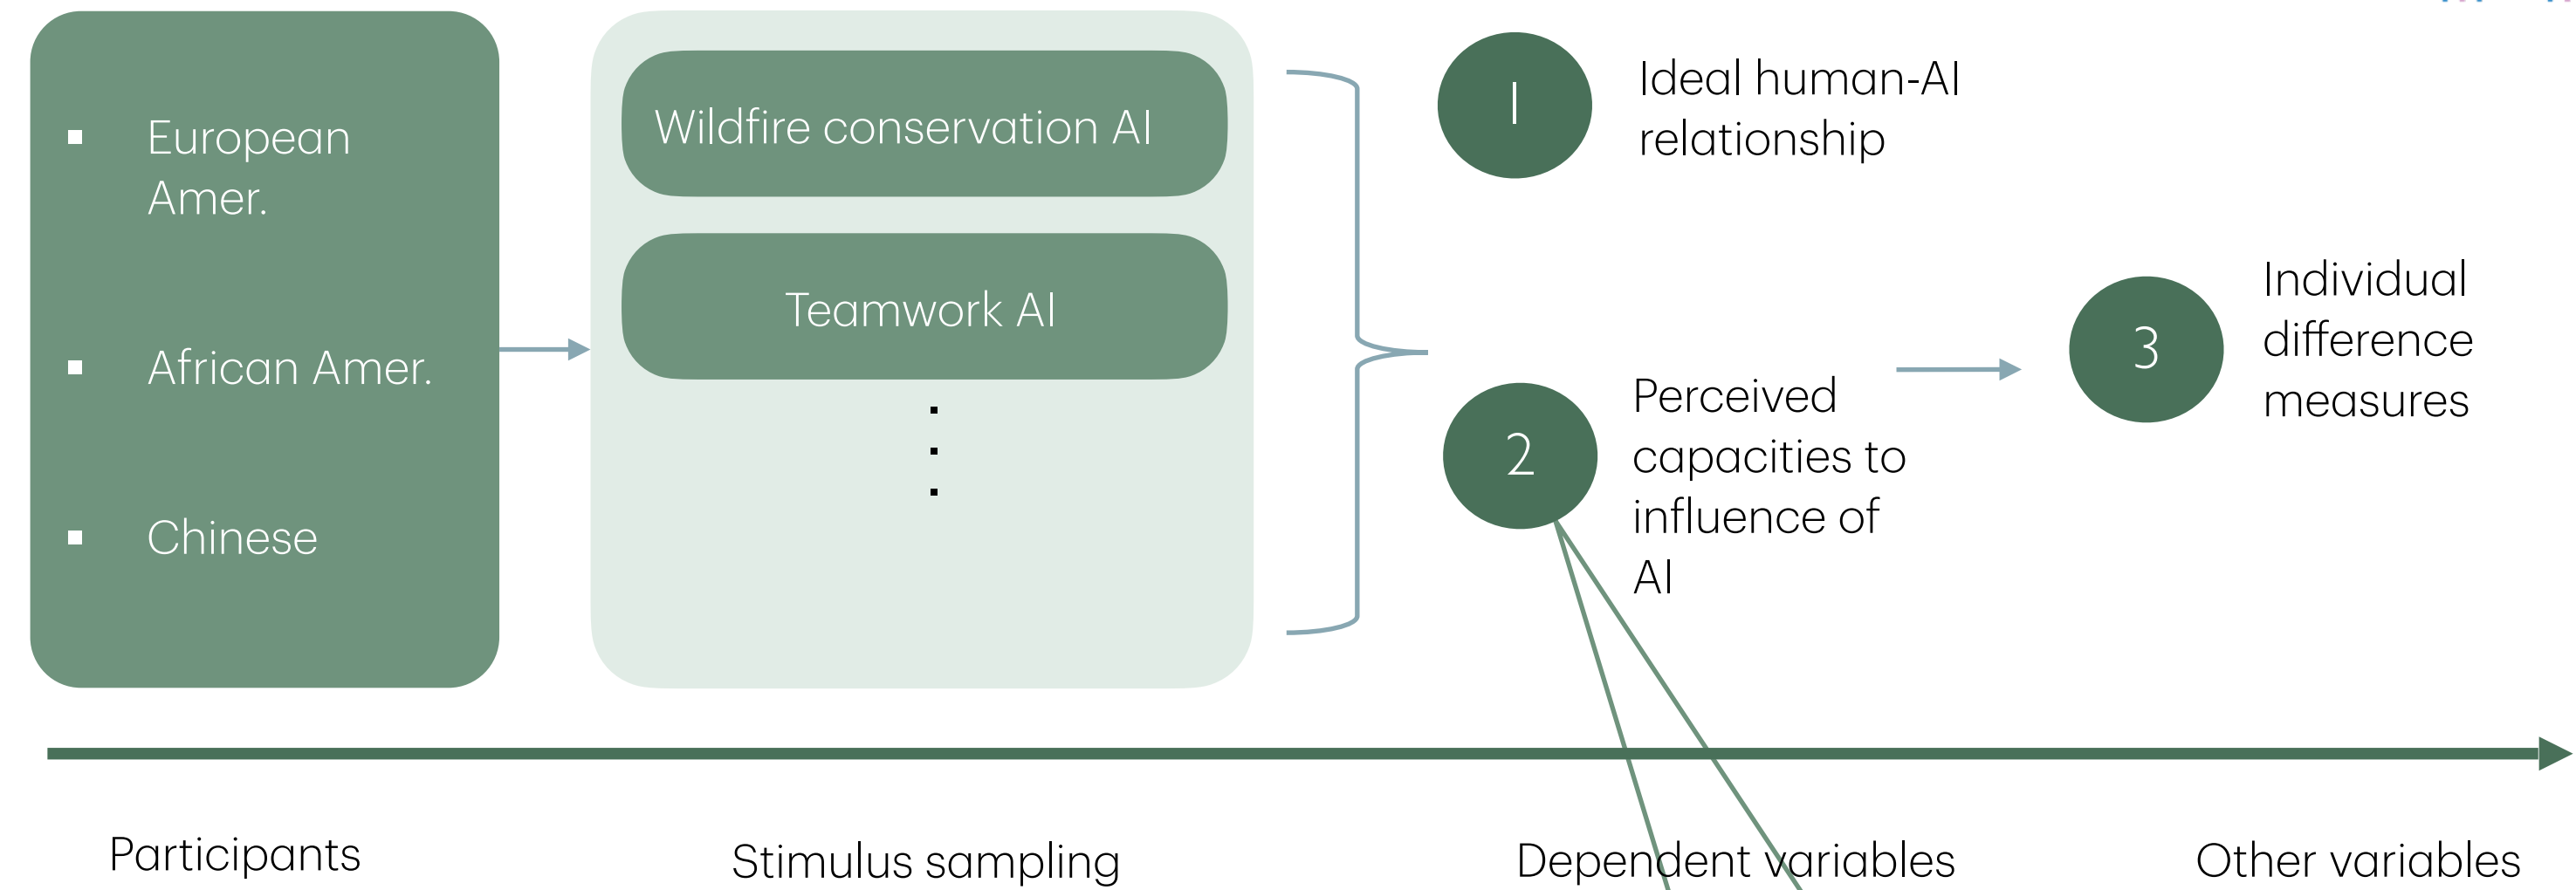 European
Amer.
African Amer.
Chinese
Wildfire conservation AI
Teamwork AI
1
Ideal human-AI
relationship
2
Perceived
capacities to
influence of
AI
3
Individual
difference
measures
Participants
Stimulus sampling
Dependent variables
Other variables